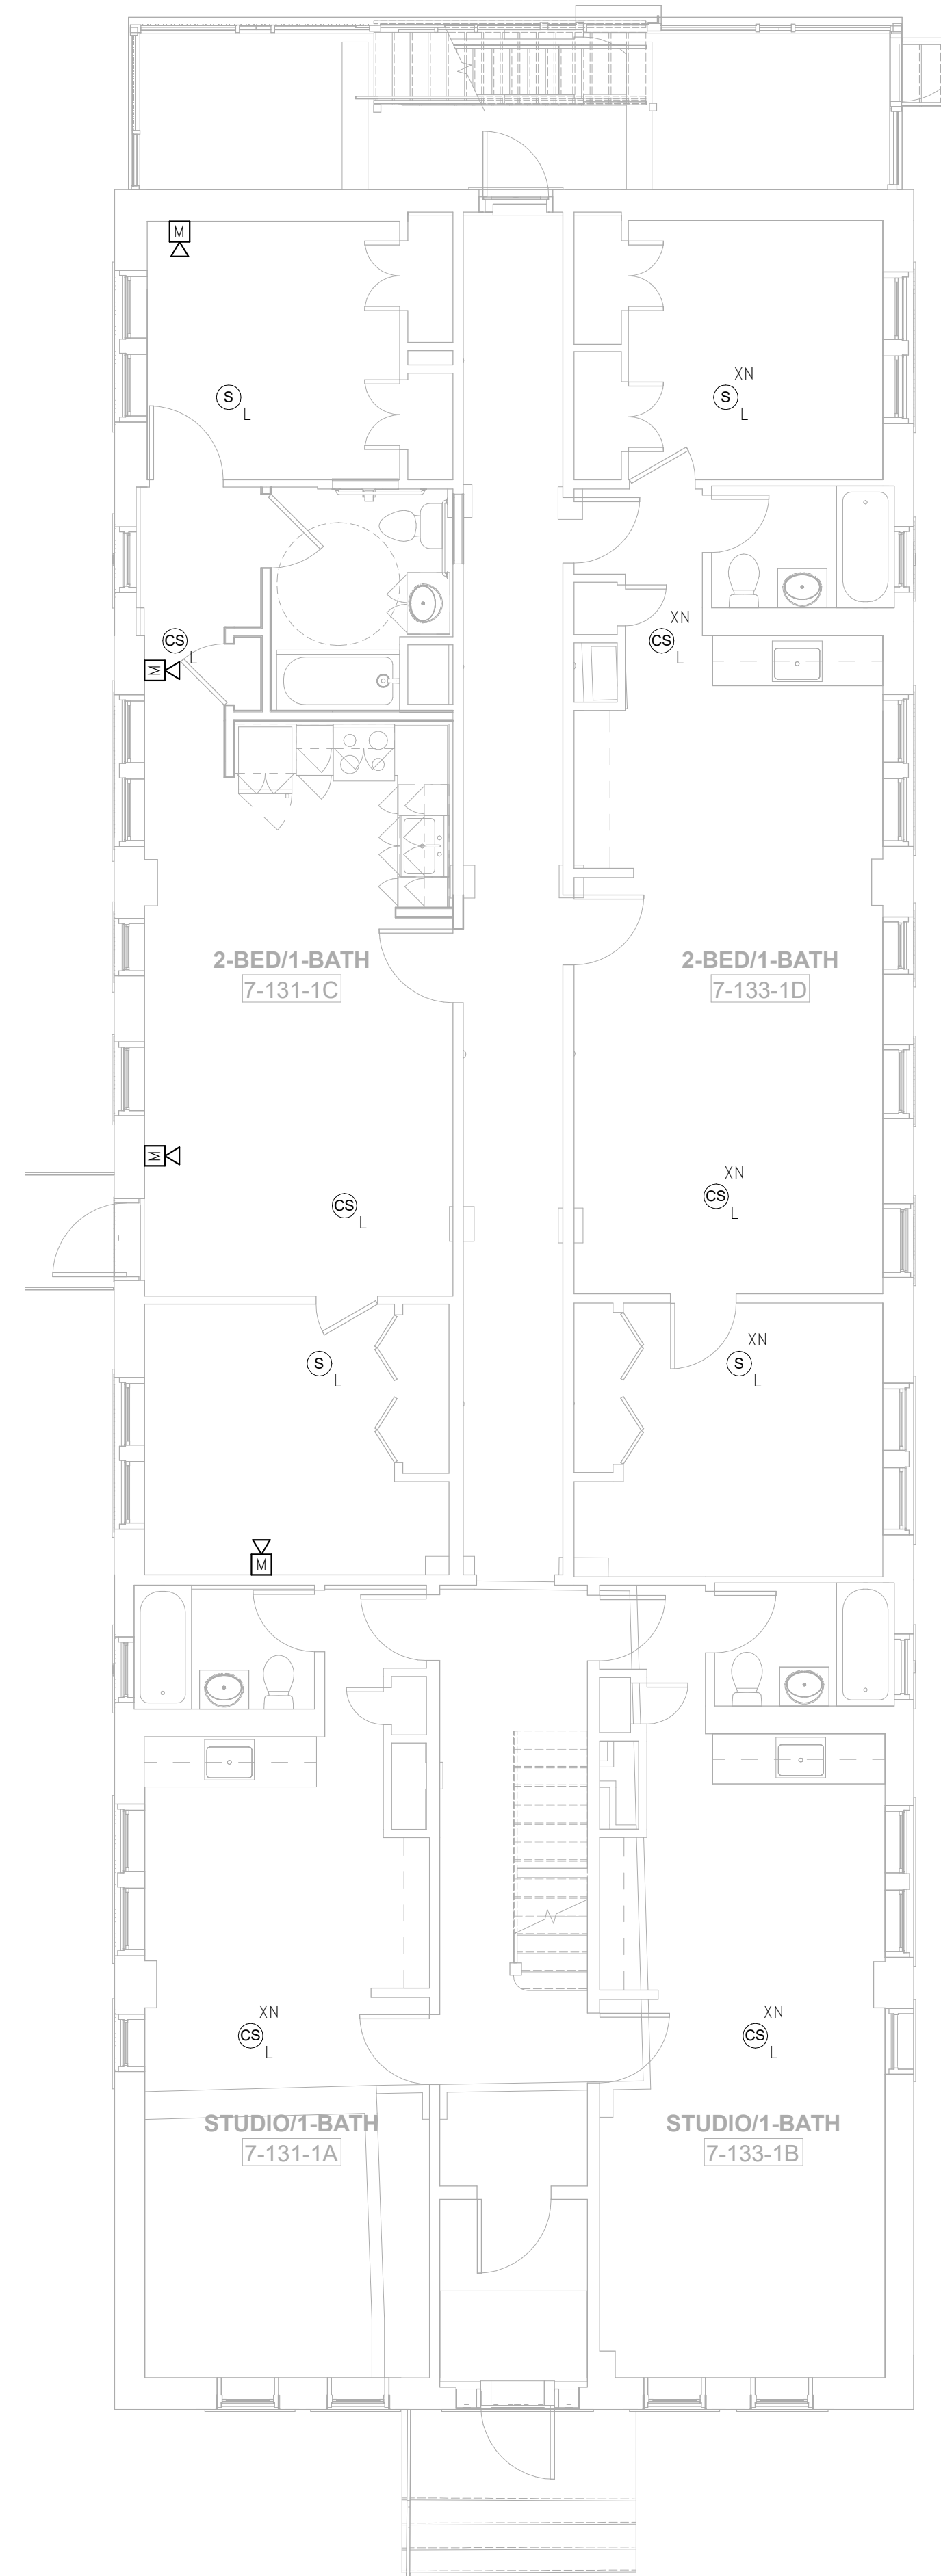 M
XN
S
L
S
L
XN
CS
L
CS
L
M
2-BED/1-BATH
7-131-1C
2-BED/1-BATH
7-133-1D
M
XN
CS
L
CS
L
XN
S
L
S
L
M
XN
CS
L
XN
CS
L
STUDIO/1-BATH
7-131-1A
STUDIO/1-BATH
7-133-1B